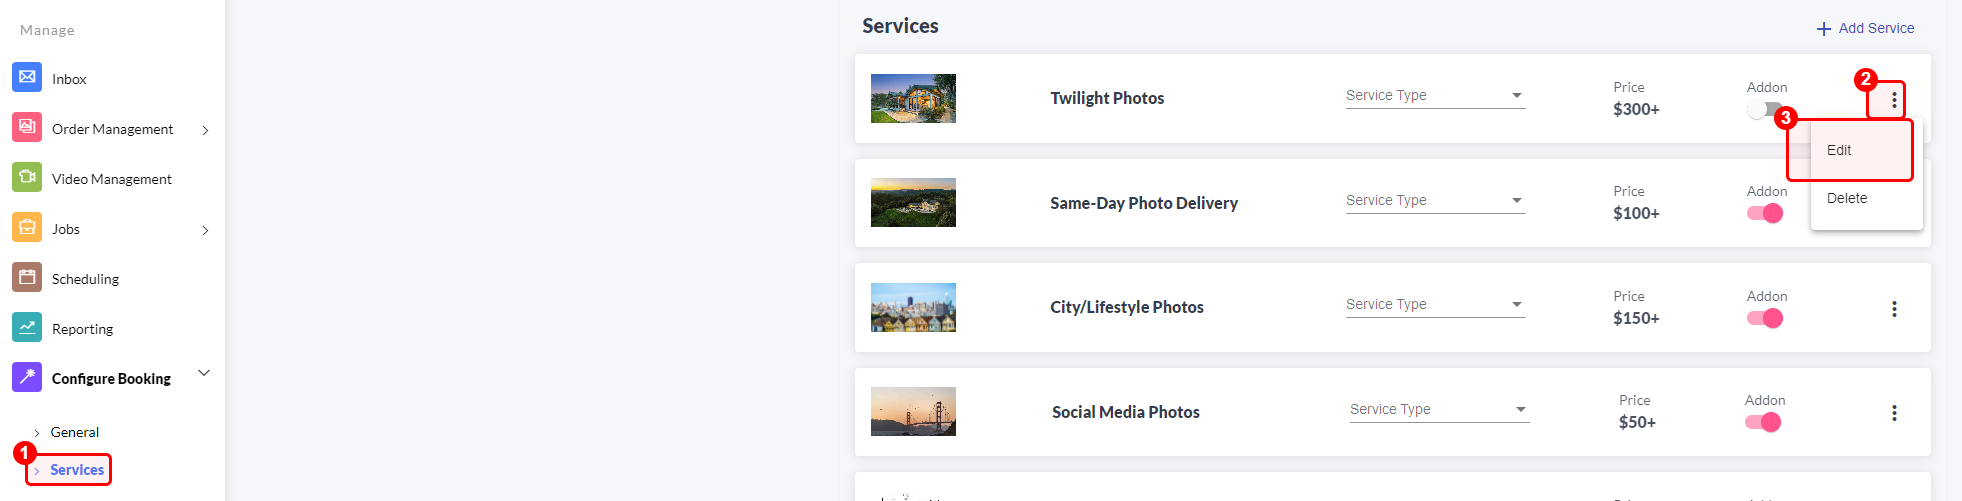 Manage
Inbox
Order Management
Video Management
Jobs
Scheduling
Reporting
Configure Booking
General
1
Services
Services
Add Service
Twilight Photos
Service Type
Price
$300+
Addon
2
3
Edit
Delete
Same-Day Photo Delivery
Service Type
Price
$100+
Addon
City/Lifestyle Photos
Service Type
Price
$150+
Addon
Social Media Photos
Service Type
Price
$50+
Addon